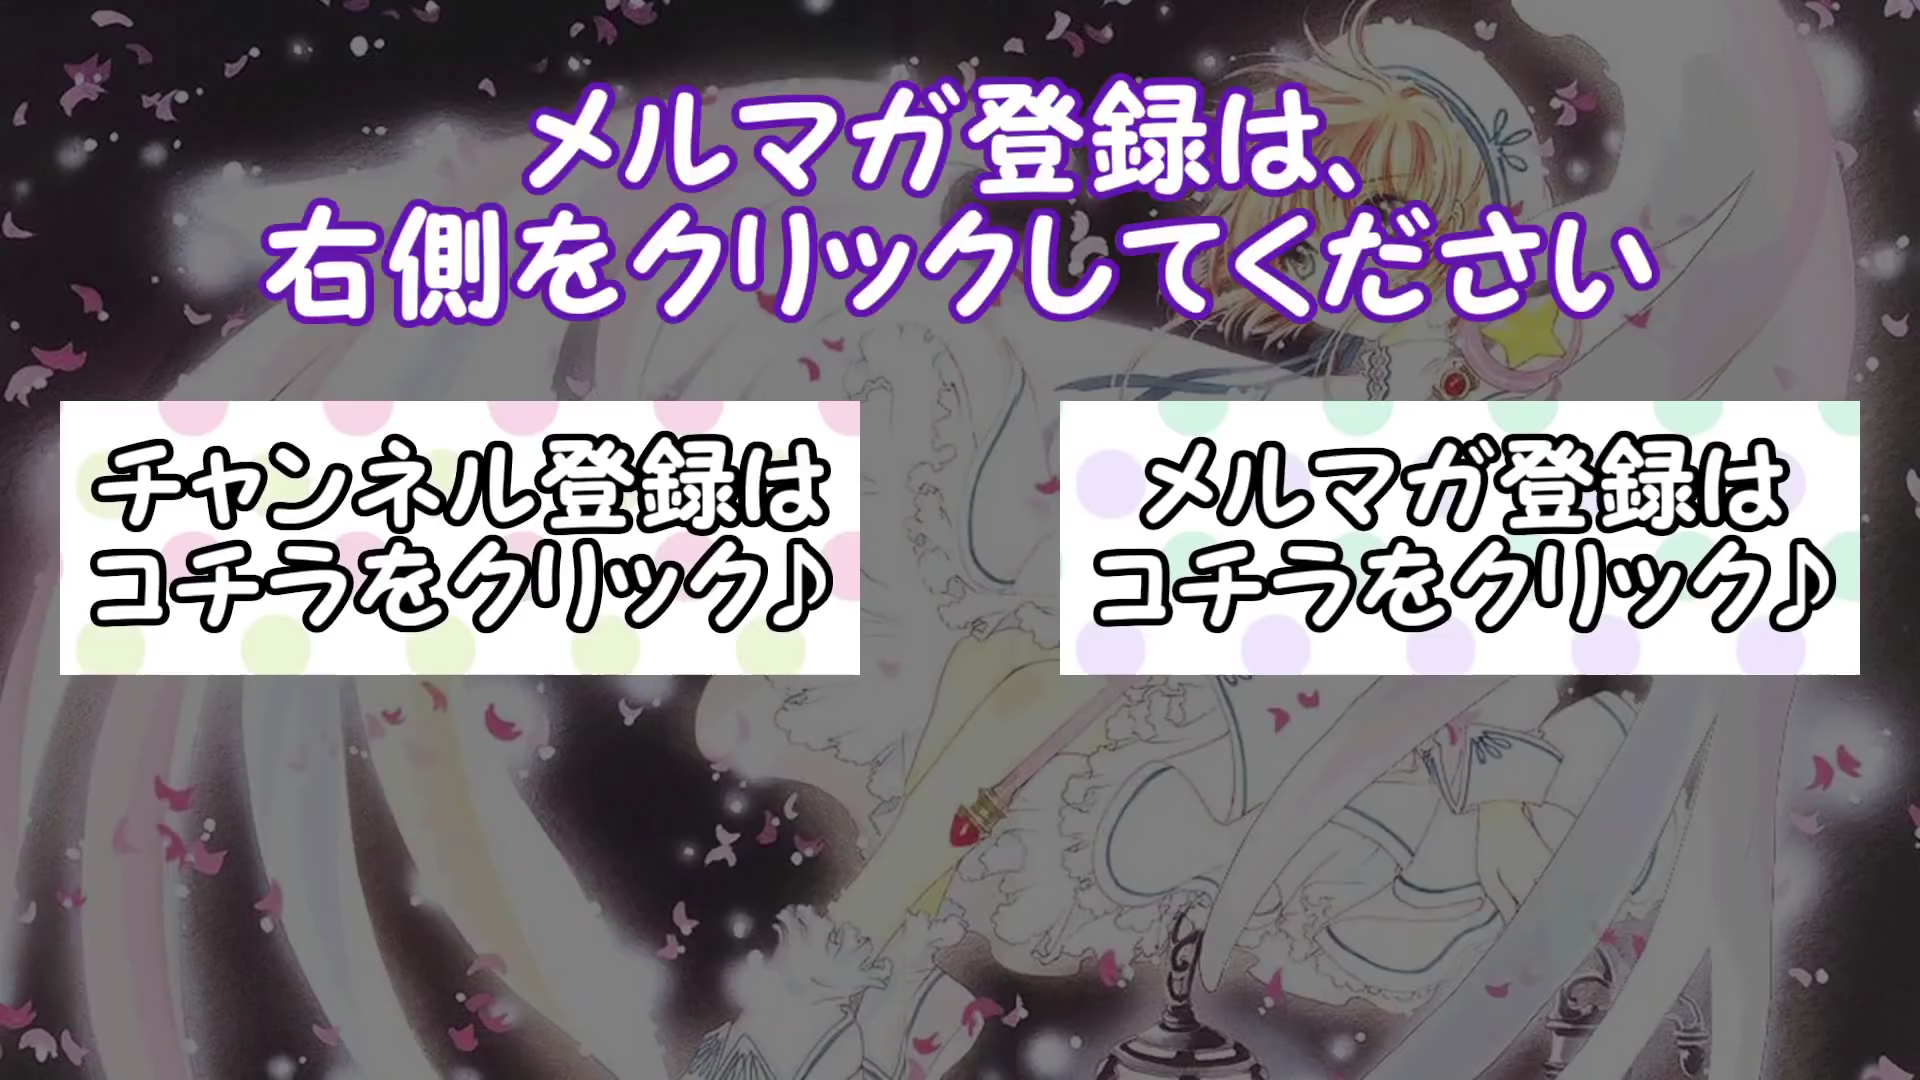 メルマガ登録は、
右側をクリックしてください
チャンネル登録は
コチラをクリック♪
メルマガ登録は
コチラをクリック♪